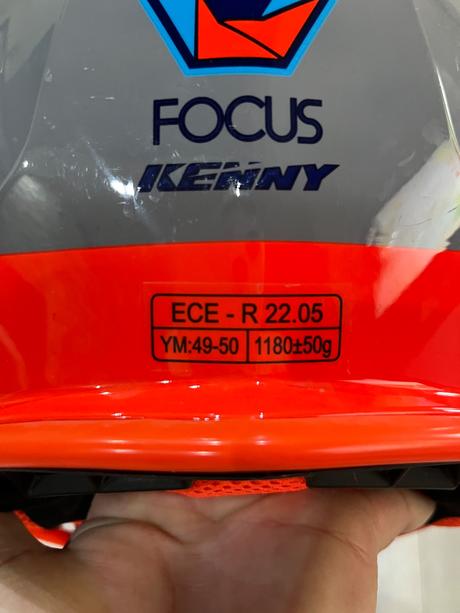 FOCUS
KENNY
ECE - R 22.05
YM:49-50 1180±50g